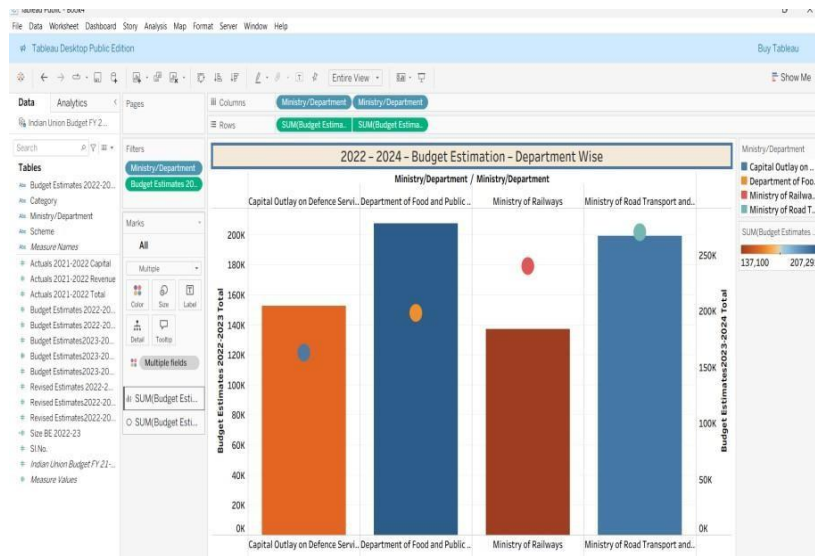 Tableau Public - Book4
File Data Worksheet Dashboard Story Analysis Map Format Server Window Help
Tableau Desktop Public Edition
Buy Tableau
Entire View
Show Me
Data Analytics
Indian Union Budget FY 2...
Search
Tables
Budget Estimates 2022-20...
Category
Ministry/Department
Scheme
Measure Names
Actuals 2021-2022 Capital
Actuals 2021-2022 Revenue
Actuals 2021-2022 Total
Budget Estimates 2022-20...
Budget Estimates 2022-20...
Budget Estimates2023-20...
Budget Estimates2023-20...
Budget Estimates2023-20...
Revised Estimates 2022-2...
Revised Estimates2022-20...
Revised Estimates2022-20...
Size BE 2022-23
Sl.No.
Indian Union Budget FY 21-...
Measure Values
Pages
Filters
Ministry/Department
Budget Estimates 20..
Marks
All
Multiple
Color Size Label
Detail Tooltip
Multiple fields
SUM(Budget Esti...
SUM(Budget Esti...
Columns
Ministry/Department Ministry/Department
Rows
SUM(Budget Estima.. SUM(Budget Estima..
2022 – 2024 – Budget Estimation – Department Wise
Ministry/Department / Ministry/Department
Capital Outlay on Defence Servi.. Department of Food and Public .. Ministry of Railways Ministry of Road Transport and..
Budget Estimates 2022-2023 Total
200K
180K
160K
140K
120K
100K
80K
60K
40K
20K
0K
250K
200K
150K
100K
50K
0K
Budget Estimates2023-2024 Total
Capital Outlay on Defence Servi.. Department of Food and Public .. Ministry of Railways Ministry of Road Transport and..
Ministry/Department
Capital Outlay on ..
Department of Foo..
Ministry of Railwa..
Ministry of Road T..
SUM(Budget Estimates ..
137,100 207,29